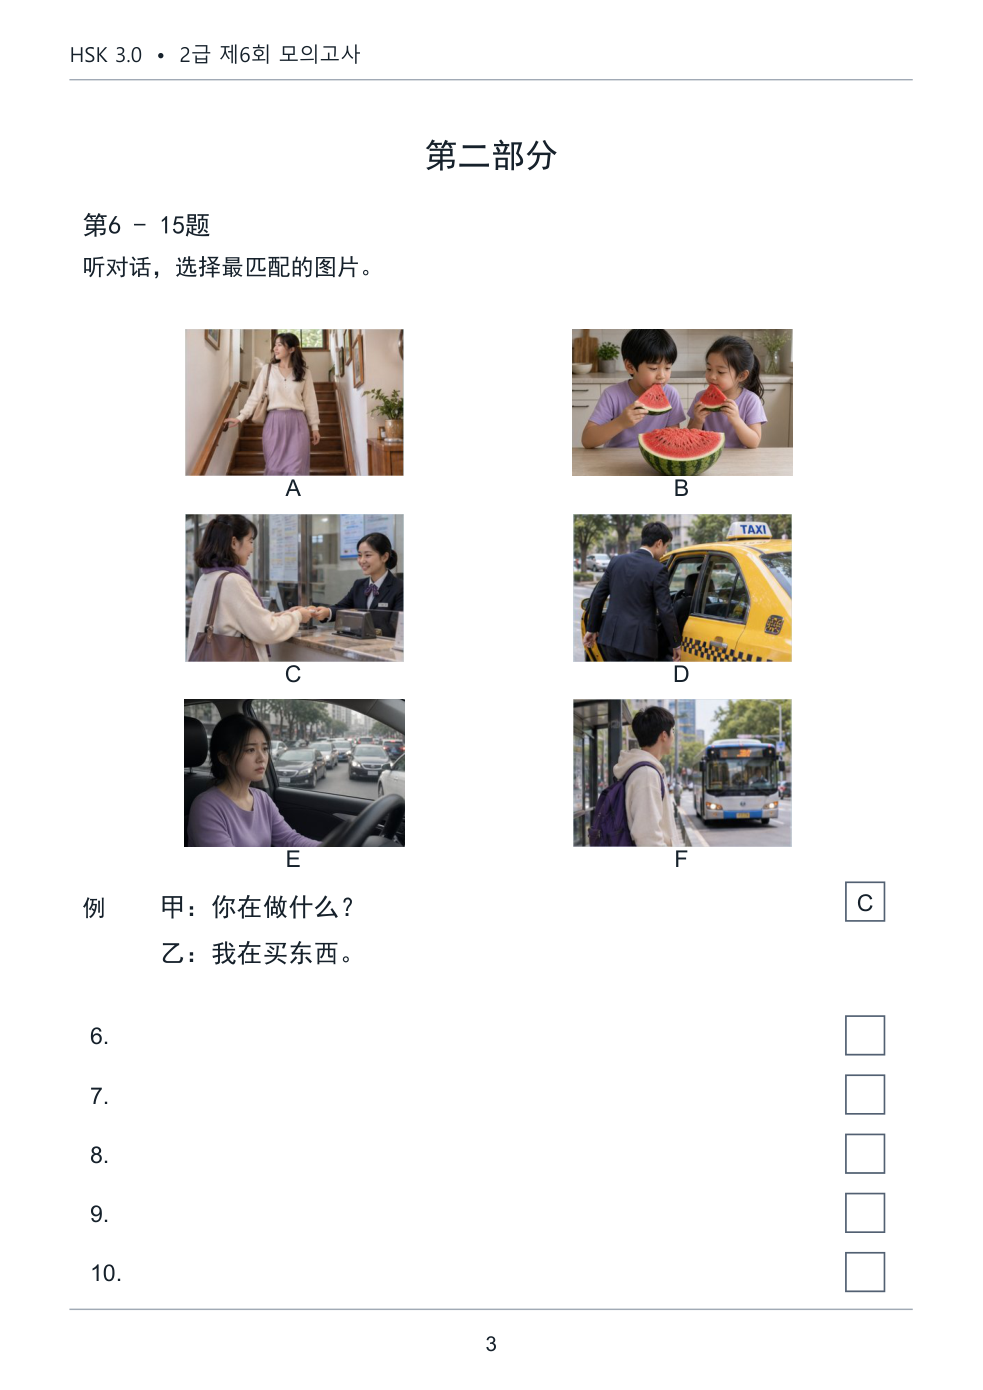 HSK 3.0 • 2급 제6회 모의고사
第二部分
第6 - 15题
听对话，选择最匹配的图片。
A
B
TAXI
C
D
E
F
例 甲：你在做什么？ C
乙：我在买东西。
6.
7.
8.
9.
10.
3